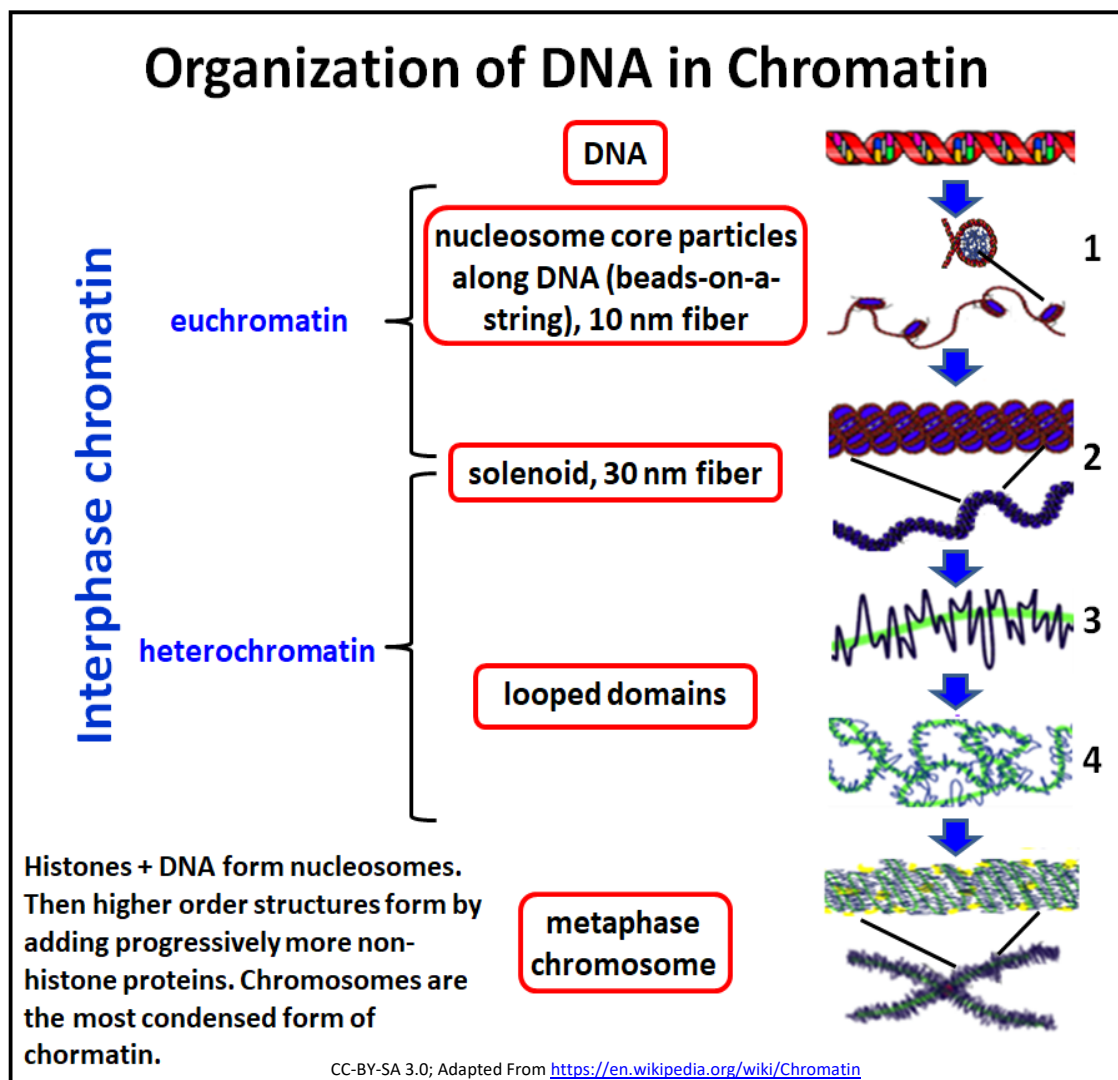 Organization of DNA in Chromatin
DNA
nucleosome core particles
along DNA (beads-on-a-
string), 10 nm fiber
1
euchromatin
Interphase chromatin
solenoid, 30 nm fiber
2
3
heterochromatin
looped domains
4
Histones + DNA form nucleosomes.
Then higher order structures form by
adding progressively more non-
histone proteins. Chromosomes are
the most condensed form of
chormatin.
metaphase
chromosome
CC-BY-SA 3.0; Adapted From https://en.wikipedia.org/wiki/Chromatin